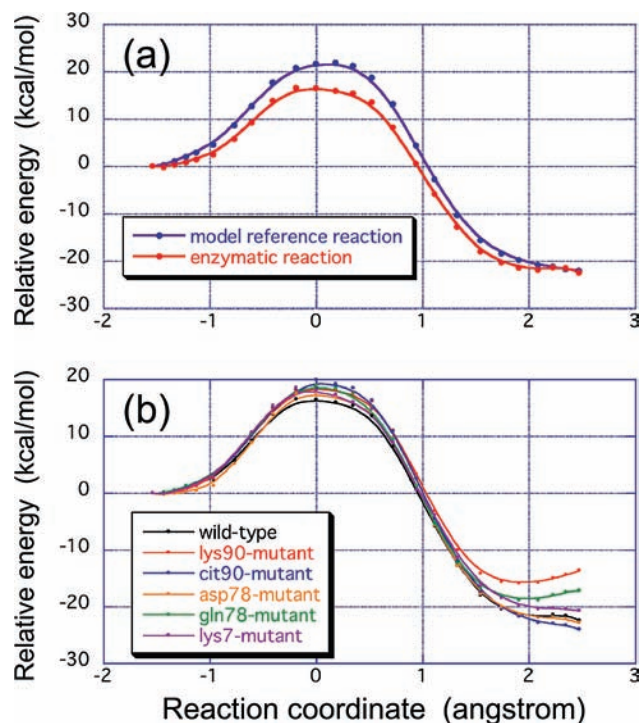 (a)
Relative energy (kcal/mol)
30
20
10
0
-10
-20
-30
model reference reaction
enzymatic reaction
-2 -1 0 1 2 3
(b)
Relative energy (kcal/mol)
20
10
0
-10
-20
-30
wild-type
lys90-mutant
cit90-mutant
asp78-mutant
gln78-mutant
lys7-mutant
-2 -1 0 1 2 3
Reaction coordinate (angstrom)